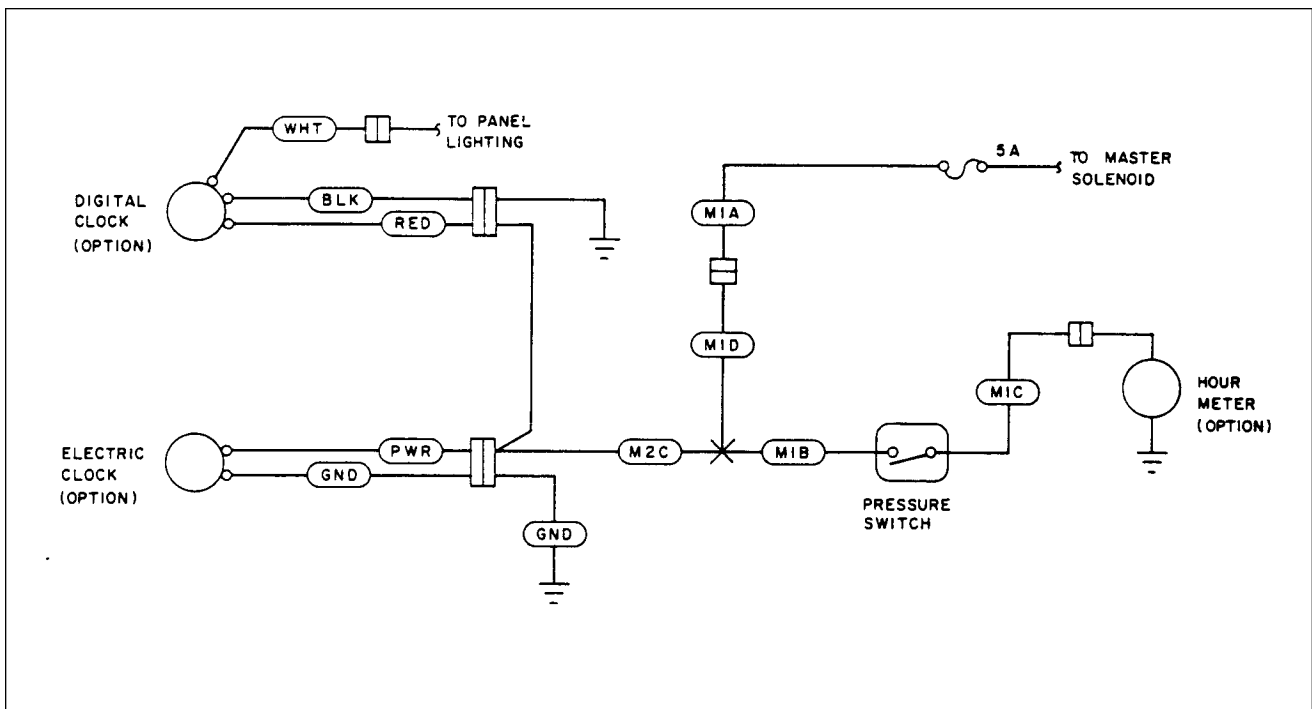 WHT
TO PANEL
LIGHTING
5A
TO MASTER
SOLENOID
DIGITAL
CLOCK
(OPTION)
BLK
RED
M1A
M1D
M1C
HOUR
METER
(OPTION)
ELECTRIC
CLOCK
(OPTION)
PWR
GND
M2C
M1B
PRESSURE
SWITCH
GND